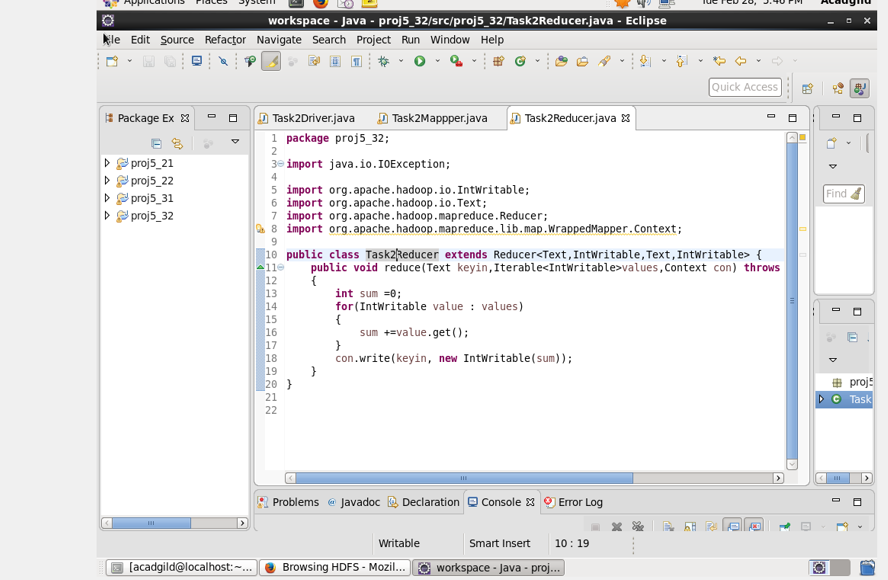 Applications Places System Tue Feb 28, 5:46 PM Acadgild
workspace - Java - proj5_32/src/proj5_32/Task2Reducer.java - Eclipse
File Edit Source Refactor Navigate Search Project Run Window Help
Quick Access
Package Ex
Task2Driver.java Task2Mappper.java Task2Reducer.java
proj5_21
proj5_22
proj5_31
proj5_32
1 package proj5_32;
2
3 import java.io.IOException;
4
5 import org.apache.hadoop.io.IntWritable;
6 import org.apache.hadoop.io.Text;
7 import org.apache.hadoop.mapreduce.Reducer;
8 import org.apache.hadoop.mapreduce.lib.map.WrappedMapper.Context;
9
10 public class Task2Reducer extends Reducer<Text,IntWritable,Text,IntWritable> {
11 public void reduce(Text keyin,Iterable<IntWritable>values,Context con) throws
12 {
13 int sum =0;
14 for(IntWritable value : values)
15 {
16 sum +=value.get();
17 }
18 con.write(keyin, new IntWritable(sum));
19 }
20 }
21
22
Find
proj5
Task
Problems Javadoc Declaration Console Error Log
Writable Smart Insert 10 : 19
[acadgild@localhost:~... Browsing HDFS - Mozil... workspace - Java - proj...